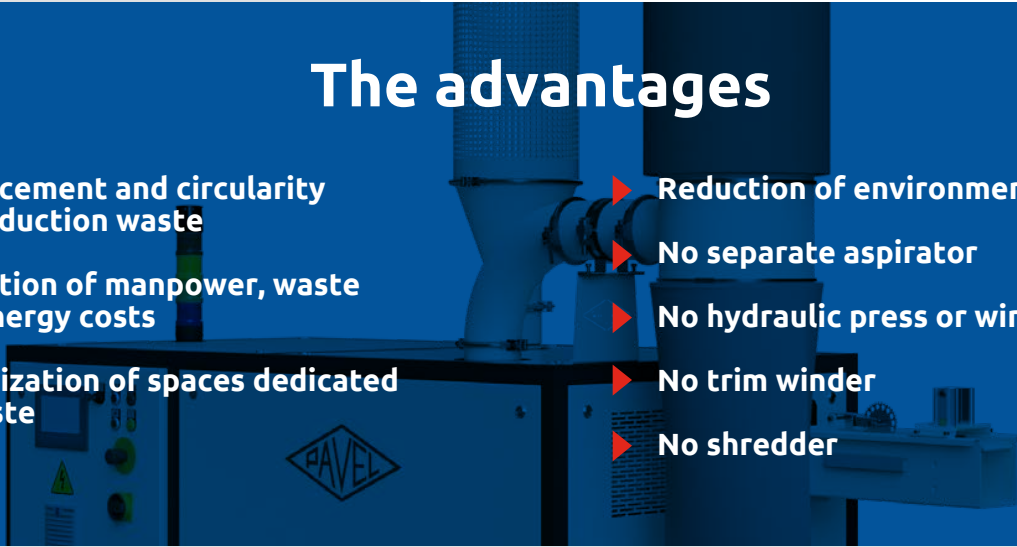 The advantages
cement and circularity
duction waste
tion of manpower, waste
nergy costs
ization of spaces dedicated
ste
Reduction of environmen
No separate aspirator
No hydraulic press or win
No trim winder
No shredder
PAVEL